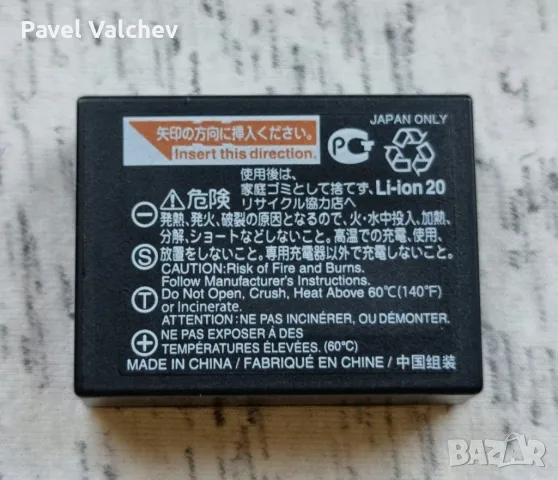 Pavel Valchev
JAPAN ONLY
矢印の方向に挿入ください。
Insert this direction.
PC
使用後は、
家庭ゴミとして捨てず、Li-ion 20
⚠危険 リサイクル協力店へ
発熱、発火、破裂の原因となるので、火・水中投入、加熱、
分解、ショートなどしないこと。高温での充電、使用、
放置をしないこと。専用充電器以外で充電しないこと。
CAUTION:Risk of Fire and Burns.
Follow Manufacturer's Instructions.
Do Not Open, Crush, Heat Above 60℃(140°F)
or Incinerate.
ATTENTION:NE PAS INCINÉRER, OU DÉMONTER.
NE PAS EXPOSER À DES
TEMPÉRATURES ÉLEVÉES. (60℃)
MADE IN CHINA / FABRIQUÉ EN CHINE / 中国组装
− S T +
BAZAR